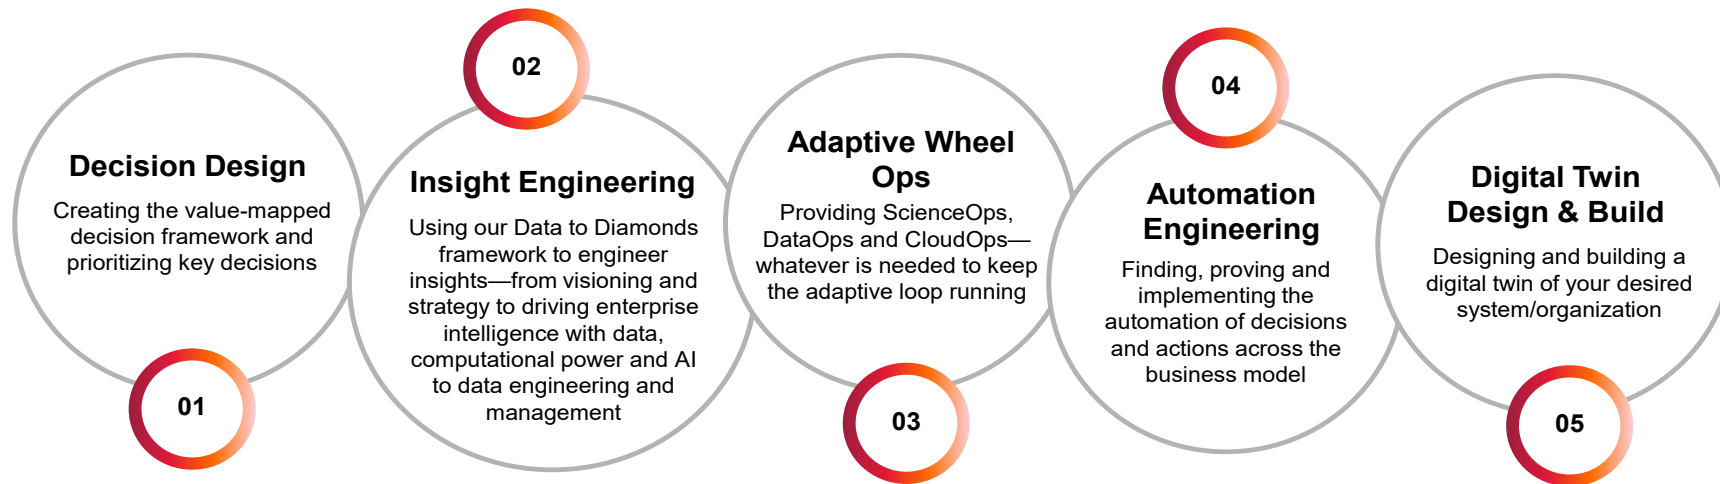 Decision Design
Creating the value-mapped
decision framework and
prioritizing key decisions
01
02
Insight Engineering
Using our Data to Diamonds
framework to engineer
insights—from visioning and
strategy to driving enterprise
intelligence with data,
computational power and AI
to data engineering and
management
Adaptive Wheel
Ops
Providing ScienceOps,
DataOps and CloudOps—
whatever is needed to keep
the adaptive loop running
03
04
Automation
Engineering
Finding, proving and
implementing the
automation of decisions
and actions across the
business model
Digital Twin
Design & Build
Designing and building a
digital twin of your desired
system/organization
05